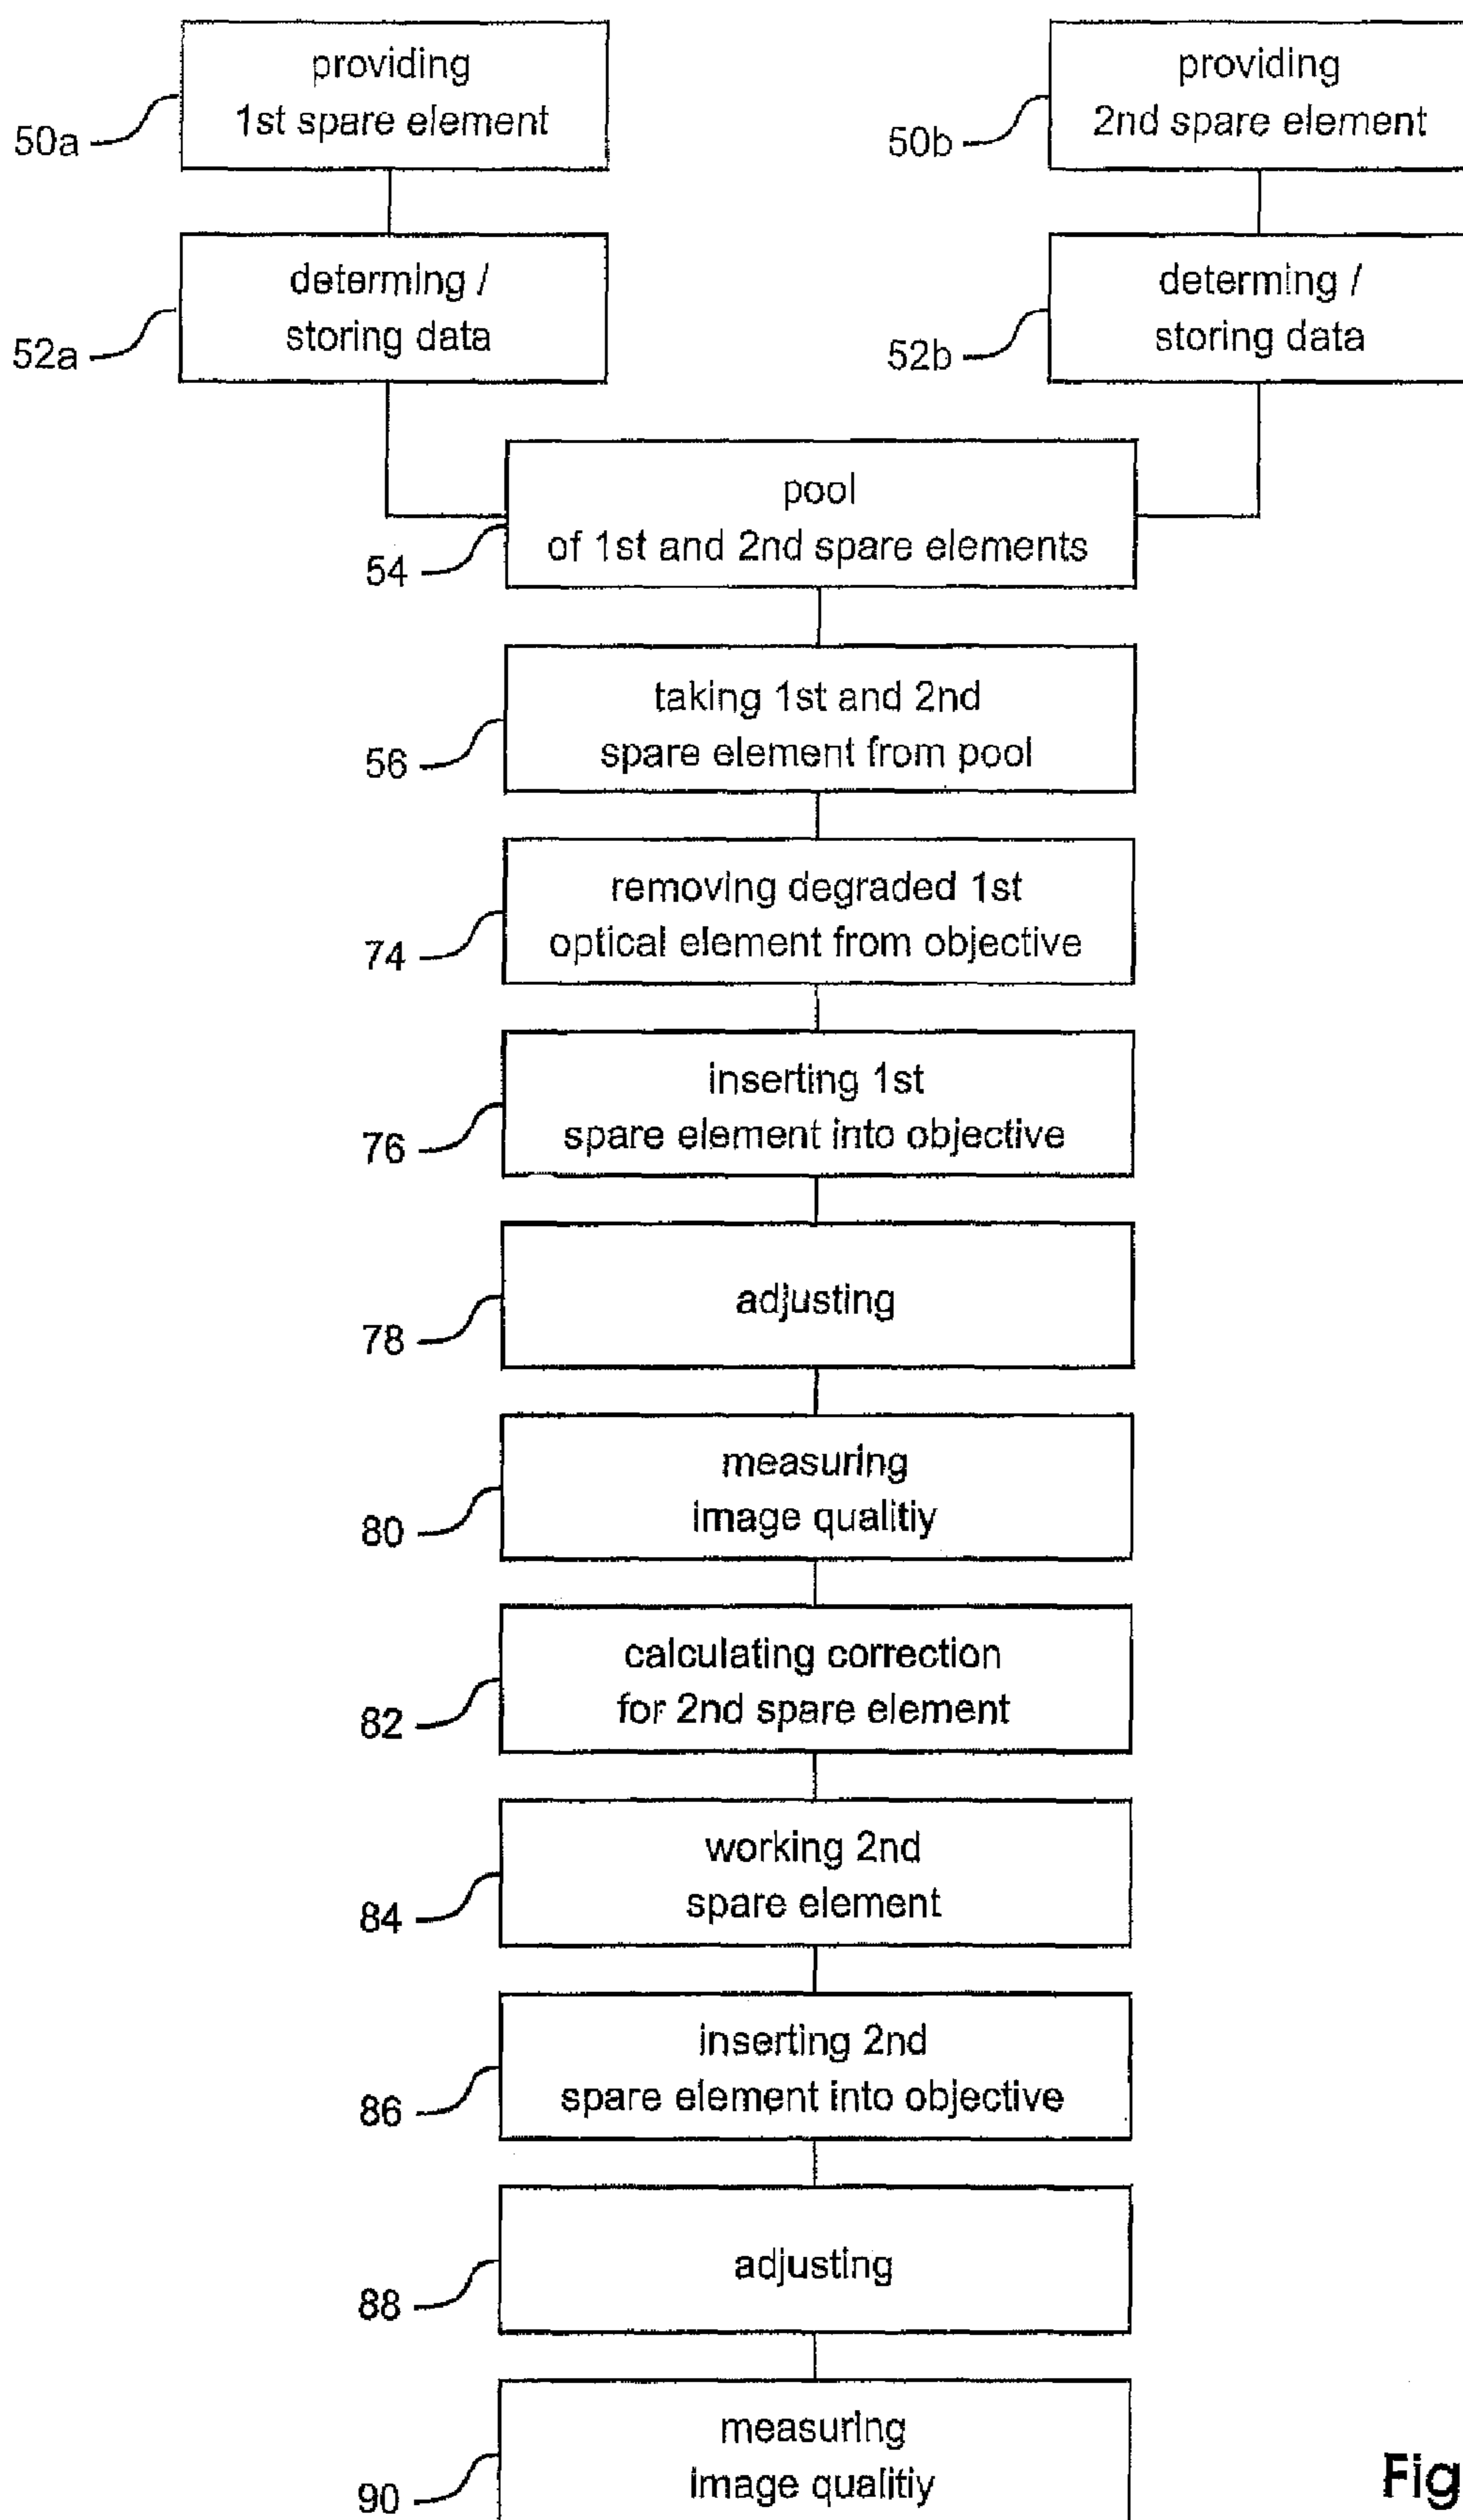 providing
1st spare element
50a
providing
2nd spare element
50b
determing /
storing data
52a
determing /
storing data
52b
pool
of 1st and 2nd spare elements
54
taking 1st and 2nd
spare element from pool
56
removing degraded 1st
optical element from objective
74
inserting 1st
spare element into objective
76
adjusting
78
measuring
image qualitiy
80
calculating correction
for 2nd spare element
82
working 2nd
spare element
84
inserting 2nd
spare element into objective
86
adjusting
88
measuring
image qualitiy
90
Fig